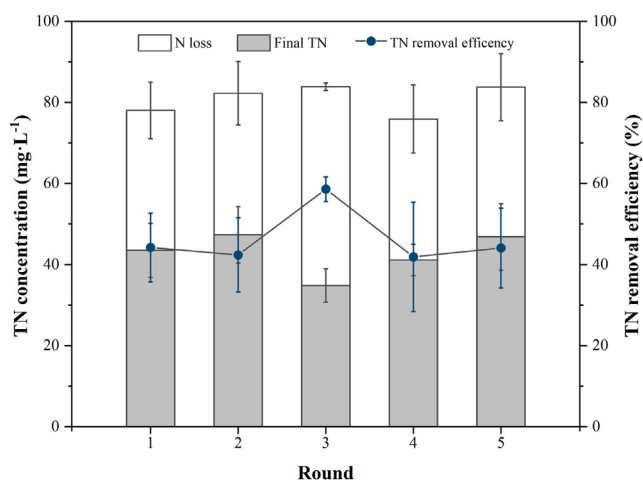 N loss
Final TN
TN removal efficency
TN concentration (mg·L⁻¹)
100
80
60
40
20
0
TN removal efficiency (%)
100
80
60
40
20
0
1
2
3
4
5
Round